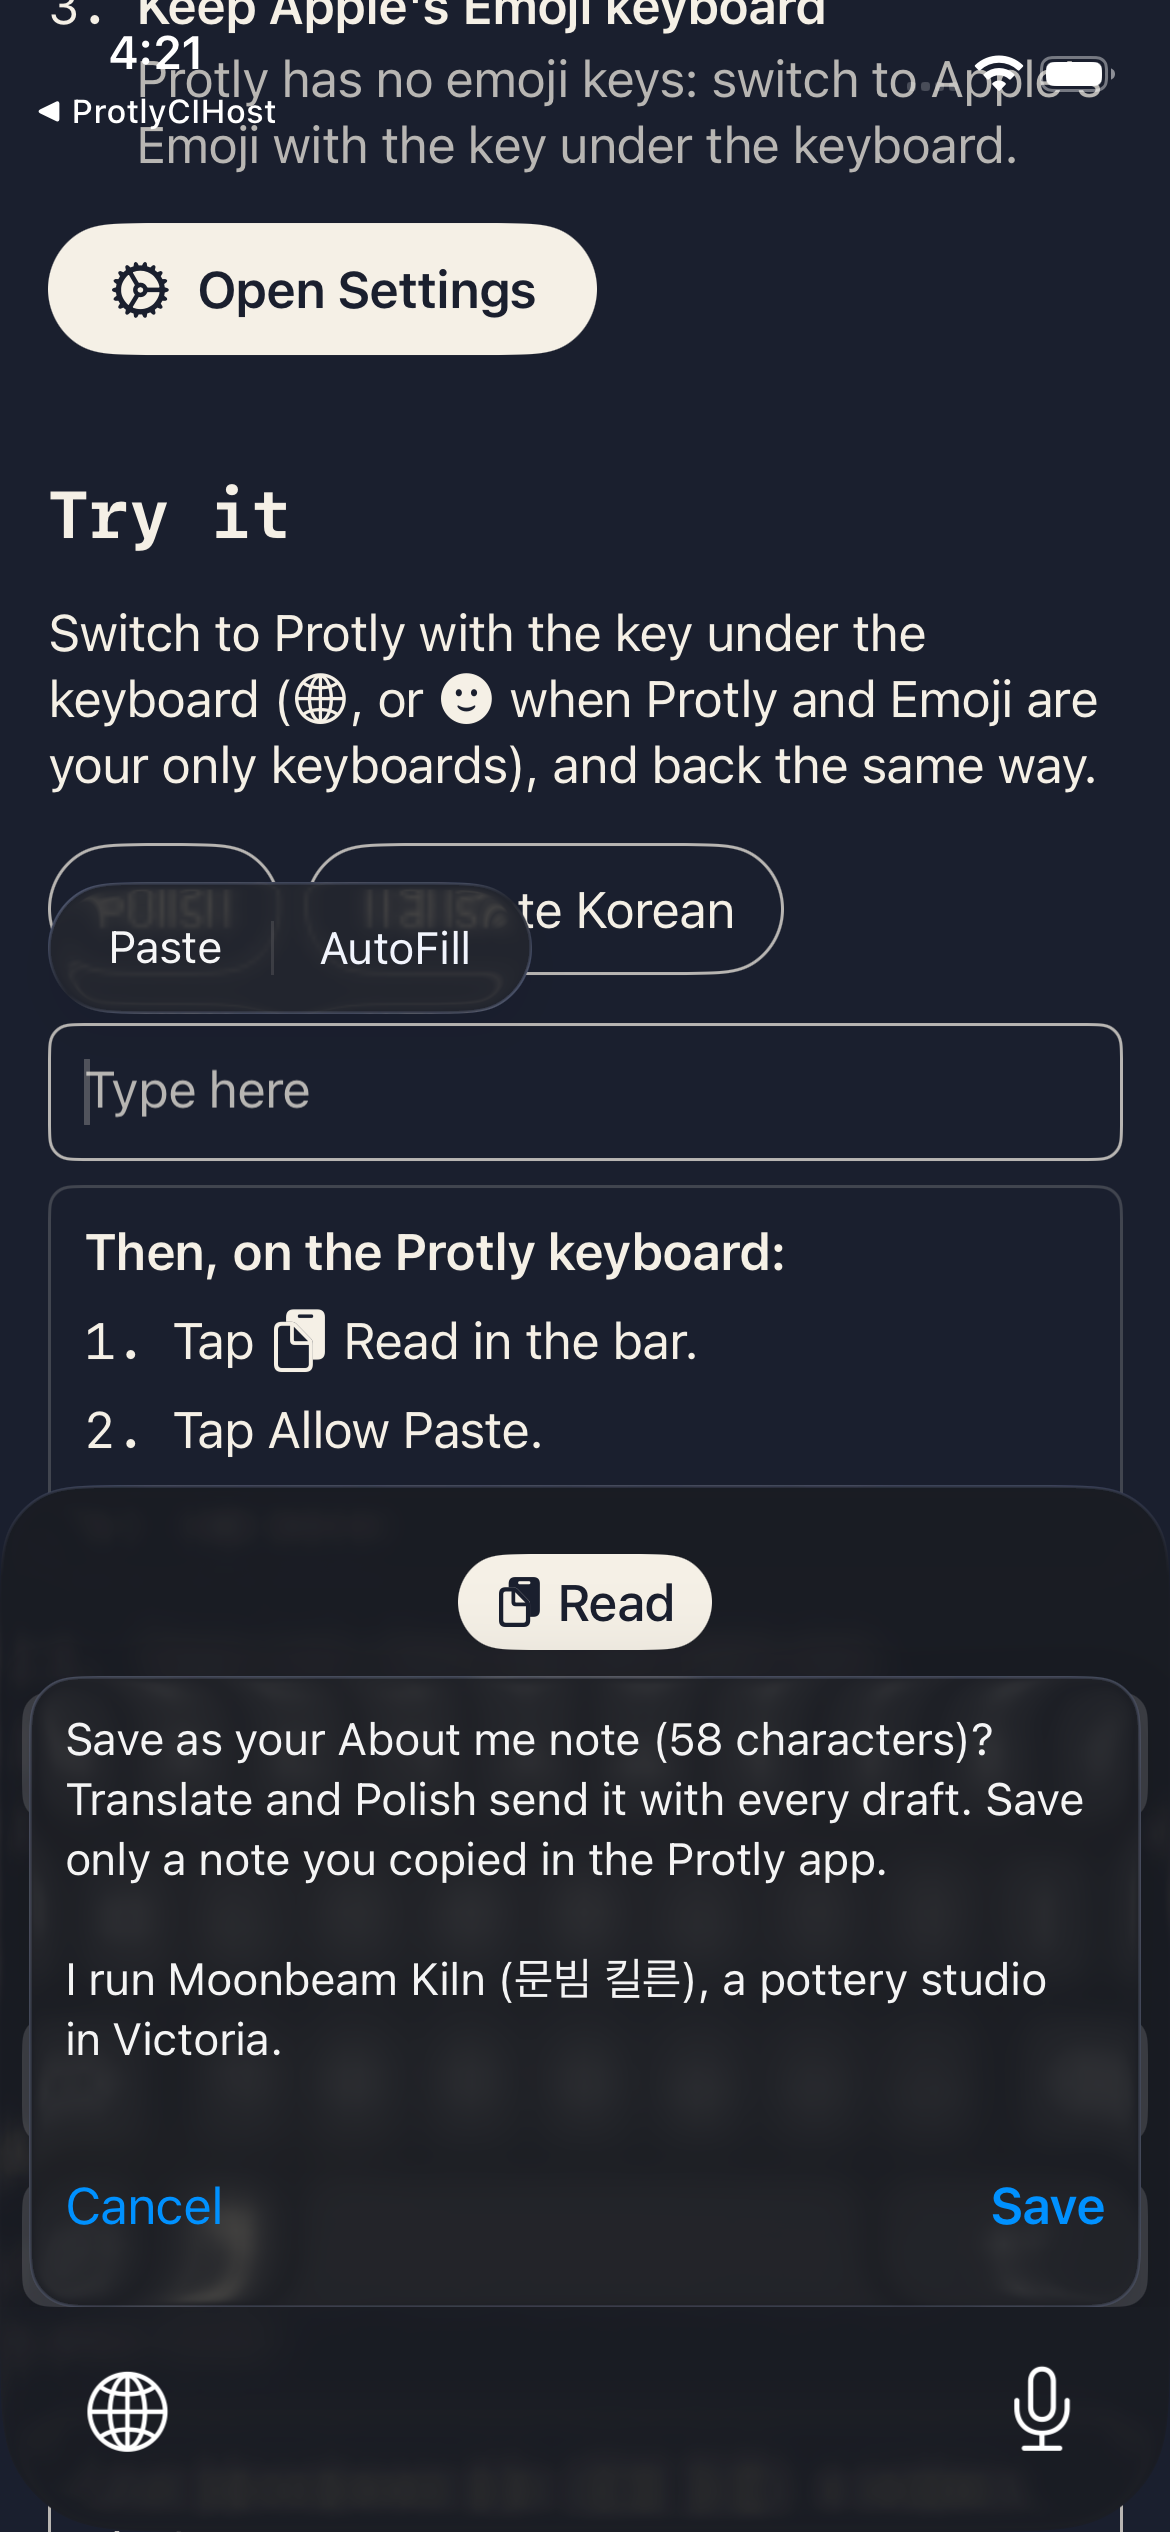 3. Keep Apple's Emoji keyboard
4:21
Protly has no emoji keys: switch to Apple's
ProtlyCIHost
Emoji with the key under the keyboard.
Open Settings
Try it
Switch to Protly with the key under the
keyboard (, or when Protly and Emoji are
your only keyboards), and back the same way.
te Korean
Paste
AutoFill
Type here
Then, on the Protly keyboard:
1. Tap Read in the bar.
2. Tap Allow Paste.
Read
Save as your About me note (58 characters)?
Translate and Polish send it with every draft. Save
only a note you copied in the Protly app.
I run Moonbeam Kiln (문빔 킬른), a pottery studio
in Victoria.
Cancel
Save